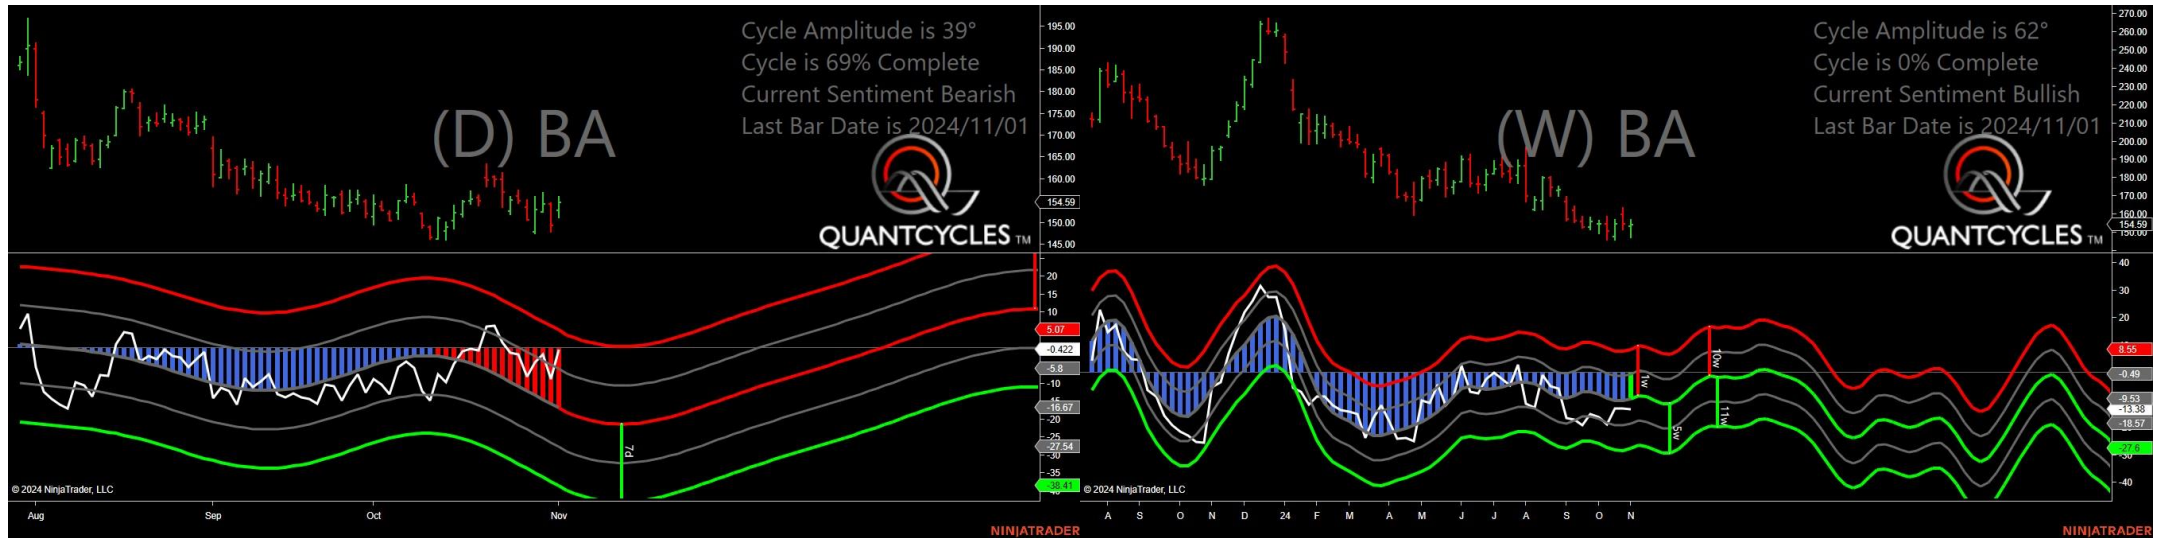 Cycle Amplitude is 39°
Cycle is 69% Complete
Current Sentiment Bearish
Last Bar Date is 2024/11/01
(D) BA
QUANTCYCLES TM
195.00
190.00
185.00
180.00
175.00
170.00
165.00
160.00
154.59
150.00
145.00
20
15
10
5.07
-0.422
-5.8
-10
-16.67
-20
-25
-27.54
-30
-35
-38.41
7d
© 2024 NinjaTrader, LLC
Aug Sep Oct Nov
NINJATRADER
Cycle Amplitude is 62°
Cycle is 0% Complete
Current Sentiment Bullish
Last Bar Date is 2024/11/01
(W) BA
QUANTCYCLES TM
270.00
260.00
250.00
240.00
230.00
220.00
210.00
200.00
190.00
180.00
170.00
160.00
154.59
150.00
40
30
20
8.55
-0.49
-9.53
-13.38
-18.57
-27.6
-30
-40
1w
5w
10w
11w
© 2024 NinjaTrader, LLC
A S O N D 24 F M A M J J A S O N
NINJATRADER